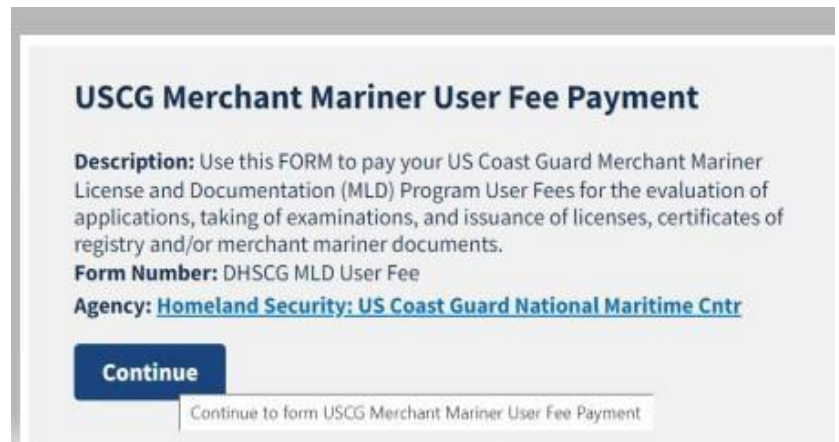 USCG Merchant Mariner User Fee Payment
Description: Use this FORM to pay your US Coast Guard Merchant Mariner
License and Documentation (MLD) Program User Fees for the evaluation of
applications, taking of examinations, and issuance of licenses, certificates of
registry and/or merchant mariner documents.
Form Number: DHSCG MLD User Fee
Agency: Homeland Security: US Coast Guard National Maritime Cntr
Continue
Continue to form USCG Merchant Mariner User Fee Payment